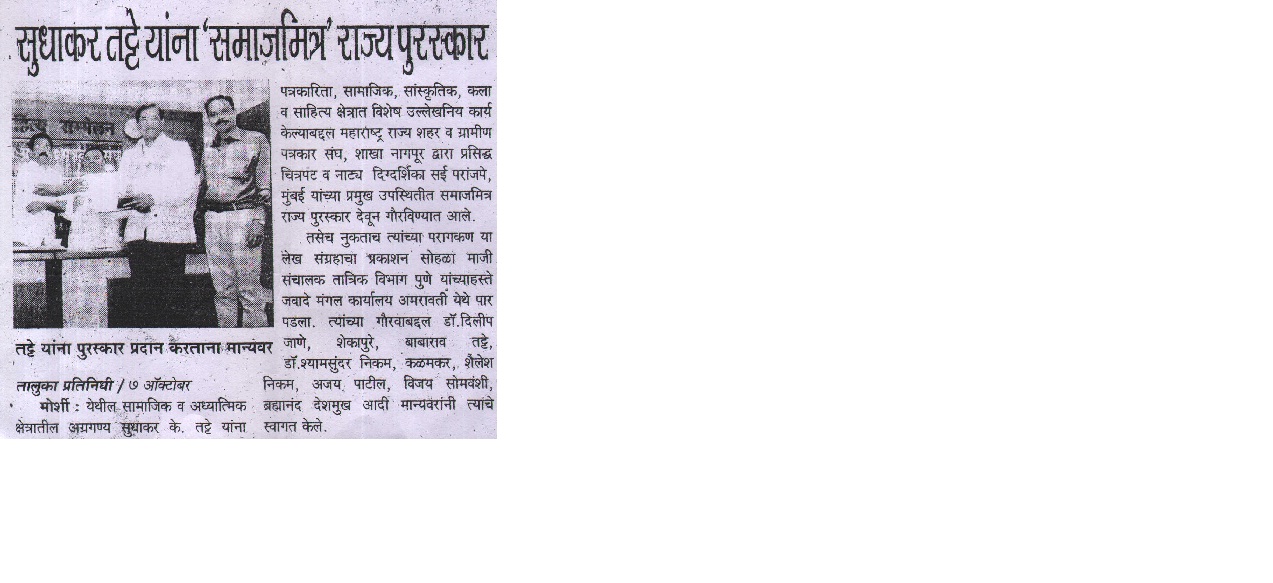 सुधाकर तट्टे यांना ‘समाजमित्र’ राज्य पुरस्कार
सम्मेलन
तट्टे यांना पुरस्कार प्रदान करताना मान्यवर
तालुका प्रतिनिधी / ७ ऑक्टोबर
मोर्शी : येथील सामाजिक व अध्यात्मिक
क्षेत्रातील अग्रगण्य सुधाकर के. तट्टे यांना
पत्रकारिता, सामाजिक, सांस्कृतिक, कला
व साहित्य क्षेत्रात विशेष उल्लेखनिय कार्य
केल्याबद्दल महाराष्ट्र राज्य शहर व ग्रामीण
पत्रकार संघ, शाखा नागपूर द्वारा प्रसिद्ध
चित्रपट व नाट्य दिग्दर्शिका सई परांजपे,
मुंबई यांच्या प्रमुख उपस्थितीत समाजमित्र
राज्य पुरस्कार देवून गौरविण्यात आले.
तसेच नुकताच त्यांच्या परागकण या
लेख संग्रहाचा प्रकाशन सोहळा माजी
संचालक तात्रिक विभाग पुणे यांच्याहस्ते
जवादे मंगल कार्यालय अमरावती येथे पार
पडला. त्यांच्या गौरवाबद्दल डॉ.दिलीप
जाणे, शेकापुरे, बाबाराव तट्टे,
डॉ.श्यामसुंदर निकम, कळमकर, शैलेश
निकम, अजय पाटील, विजय सोमवंशी,
ब्रह्मानंद देशमुख आदी मान्यवरांनी त्यांचे
स्वागत केले.